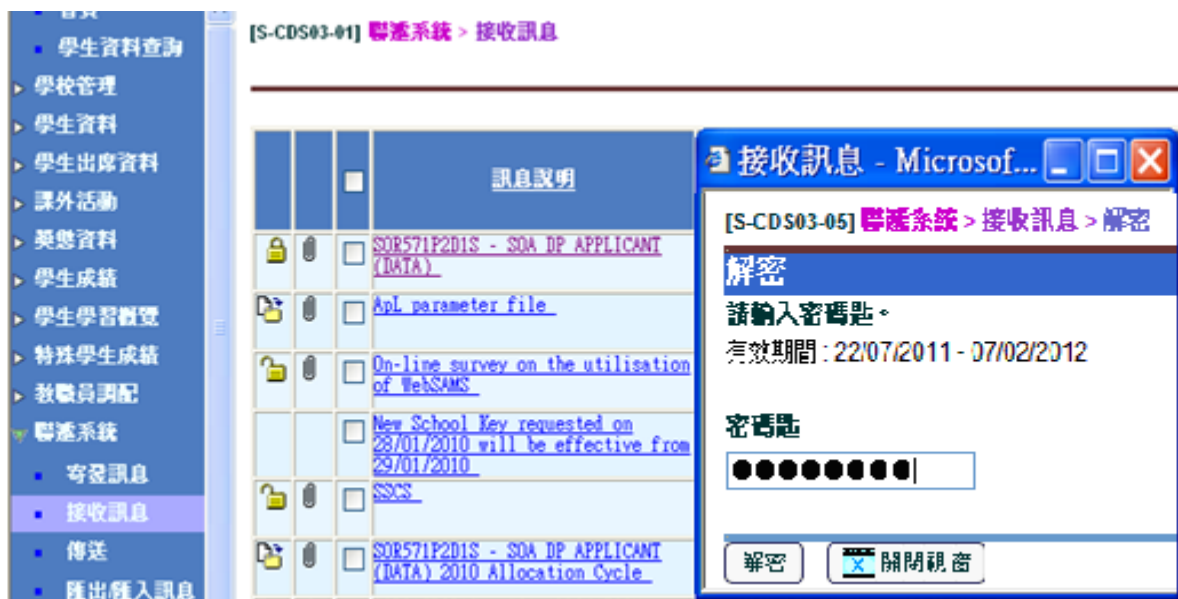 首頁
學生資料查詢
學校管理
學生資料
學生出席資料
課外活動
獎懲資料
學生成績
學生學習概覽
特殊學生成績
教職員調配
聯遞系統
寄發訊息
接收訊息
傳送
匯出/匯入訊息
[S-CDS03-01] 聯遞系統 > 接收訊息
訊息說明
SOR571P2D1S - SOA DP APPLICANT
(DATA)
ApL parameter file
On-line survey on the utilisation
of WebSAMS
New School Key requested on
28/01/2010 will be effective from
29/01/2010
SSCS
SOR571P2D1S - SOA DP APPLICANT
(DATA) 2010 Allocation Cycle
接收訊息 - Microsof...
[S-CDS03-05] 聯遞系統 > 接收訊息 > 解密
解密
請輸入密碼匙。
有效期間 : 22/07/2011 - 07/02/2012
密碼匙
●●●●●●●●
解密
關閉視窗